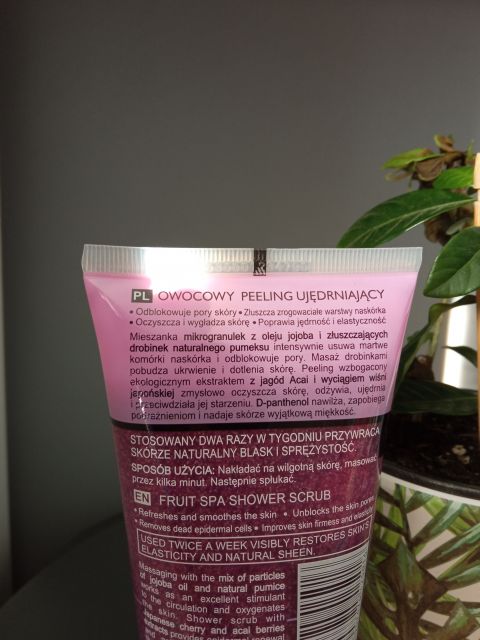 PL OWOCOWY PEELING UJĘDRNIAJĄCY
• Odblokowuje pory skóry • Złuszcza zrogowaciałe warstwy naskórka
• Oczyszcza i wygładza skórę • Poprawia jędrność i elastyczność
Mieszanka mikrogranulek z oleju jojoba i złuszczających
drobinek naturalnego pumeksu intensywnie usuwa martwe
komórki naskórka i odblokowuje pory. Masaż drobinkami
pobudza ukrwienie i dotlenia skórę. Peeling wzbogacony
ekologicznym ekstraktem z jagód Acai i wyciągiem wiśni
japońskiej zmysłowo oczyszcza skórę, odżywia, ujędrnia
i przeciwdziała jej starzeniu. D-panthenol nawilża, zapobiega
podrażnieniom i nadaje skórze wyjątkową miękkość.
STOSOWANY DWA RAZY W TYGODNIU PRZYWRACA
SKÓRZE NATURALNY BLASK I SPRĘŻYSTOŚĆ.
SPOSÓB UŻYCIA: Nakładać na wilgotną skórę, masować
przez kilka minut. Następnie spłukać.
EN FRUIT SPA SHOWER SCRUB
• Refreshes and smoothes the skin • Unblocks the skin pores
• Removes dead epidermal cells • Improves skin firmness and elasticity
USED TWICE A WEEK VISIBLY RESTORES SKIN'S
ELASTICITY AND NATURAL SHEEN.
Massaging with the mix of particles
of jojoba oil and natural pumice
works as an excellent stimulant
to the circulation and oxygenates
the skin. Shower scrub with
Japanese cherry and acai berries
extracts provides epidermal renewal